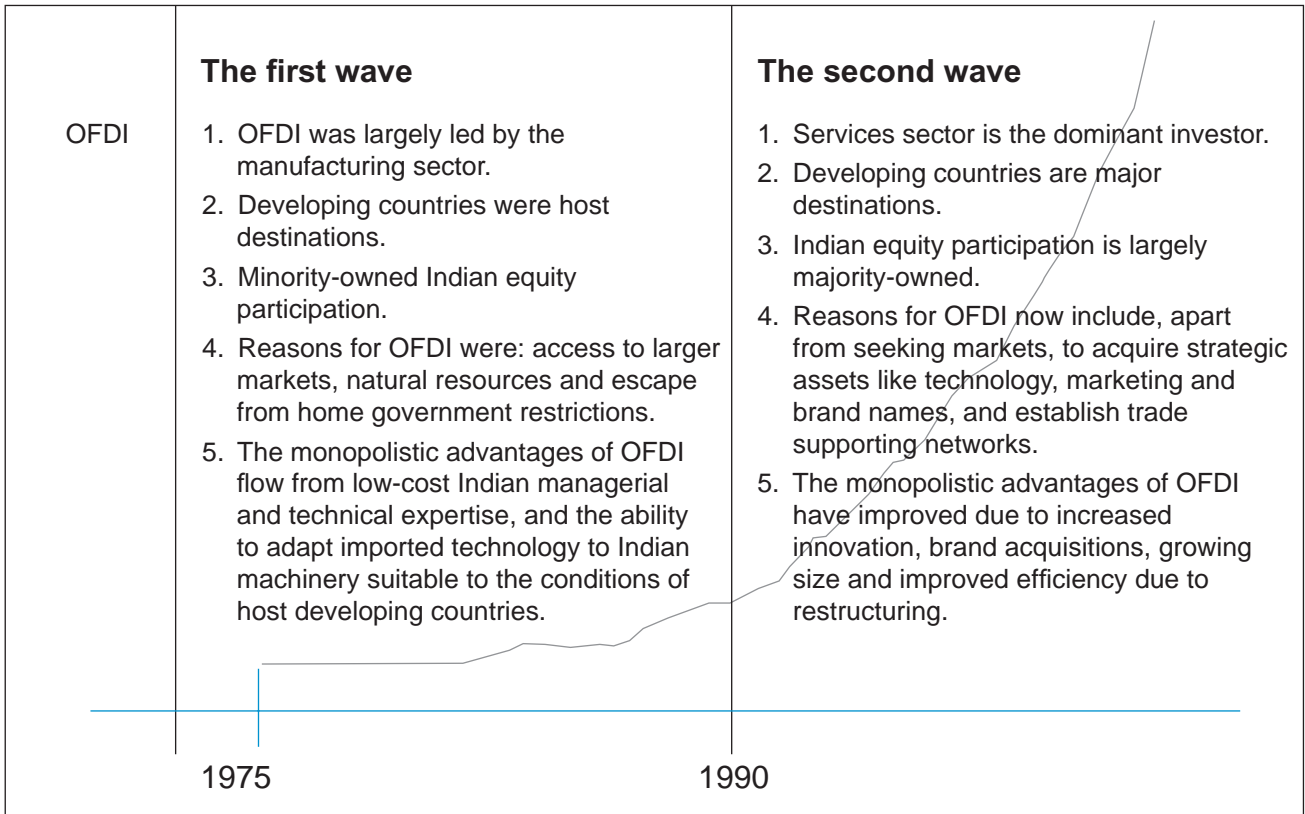 OFDI
The first wave
1. OFDI was largely led by the
manufacturing sector.
2. Developing countries were host
destinations.
3. Minority-owned Indian equity
participation.
4. Reasons for OFDI were: access to larger
markets, natural resources and escape
from home government restrictions.
5. The monopolistic advantages of OFDI
flow from low-cost Indian managerial
and technical expertise, and the ability
to adapt imported technology to Indian
machinery suitable to the conditions of
host developing countries.
The second wave
1. Services sector is the dominant investor.
2. Developing countries are major
destinations.
3. Indian equity participation is largely
majority-owned.
4. Reasons for OFDI now include, apart
from seeking markets, to acquire strategic
assets like technology, marketing and
brand names, and establish trade
supporting networks.
5. The monopolistic advantages of OFDI
have improved due to increased
innovation, brand acquisitions, growing
size and improved efficiency due to
restructuring.
1975
1990